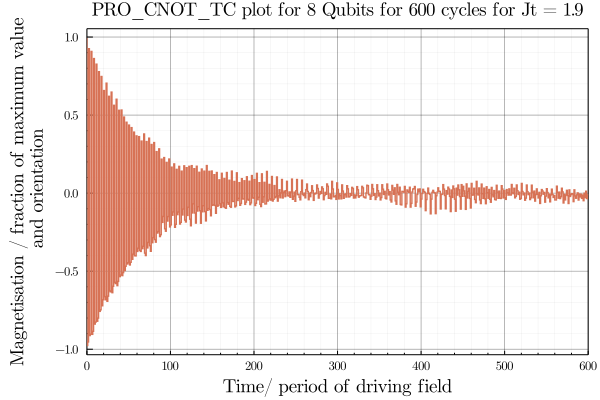 PRO_CNOT_TC plot for 8 Qubits for 600 cycles for Jt = 1.9
Magnetisation / fraction of maximum value
and orientation
1.0
0.5
0.0
−0.5
−1.0
0 100 200 300 400 500 600
Time/ period of driving field